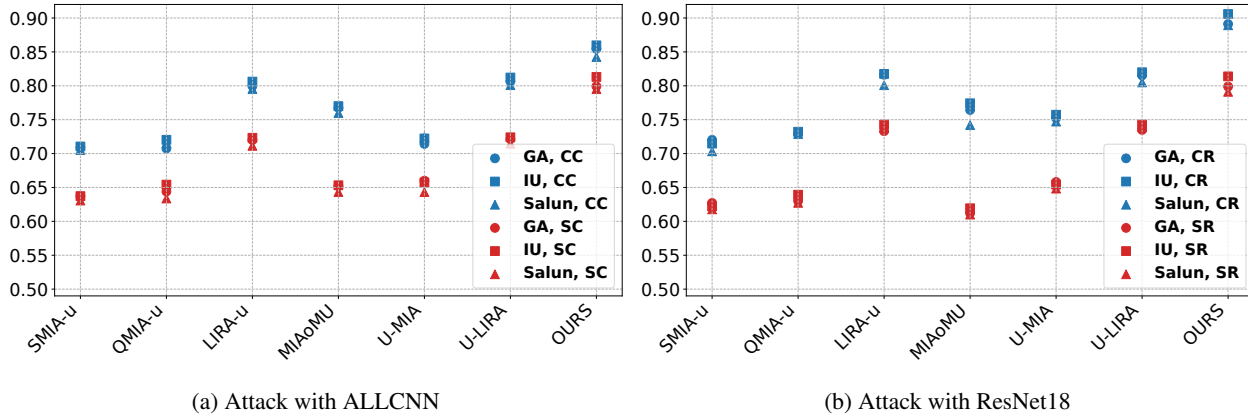 0.90
0.85
0.80
0.75
0.70
0.65
0.60
0.55
0.50
GA, CC
IU, CC
Salun, CC
GA, SC
IU, SC
Salun, SC
SMIA-u
QMIA-u
LIRA-u
MIAoMU
U-MIA
U-LIRA
OURS
(a) Attack with ALLCNN
0.90
0.85
0.80
0.75
0.70
0.65
0.60
0.55
0.50
GA, CR
IU, CR
Salun, CR
GA, SR
IU, SR
Salun, SR
SMIA-u
QMIA-u
LIRA-u
MIAoMU
U-MIA
U-LIRA
OURS
(b) Attack with ResNet18